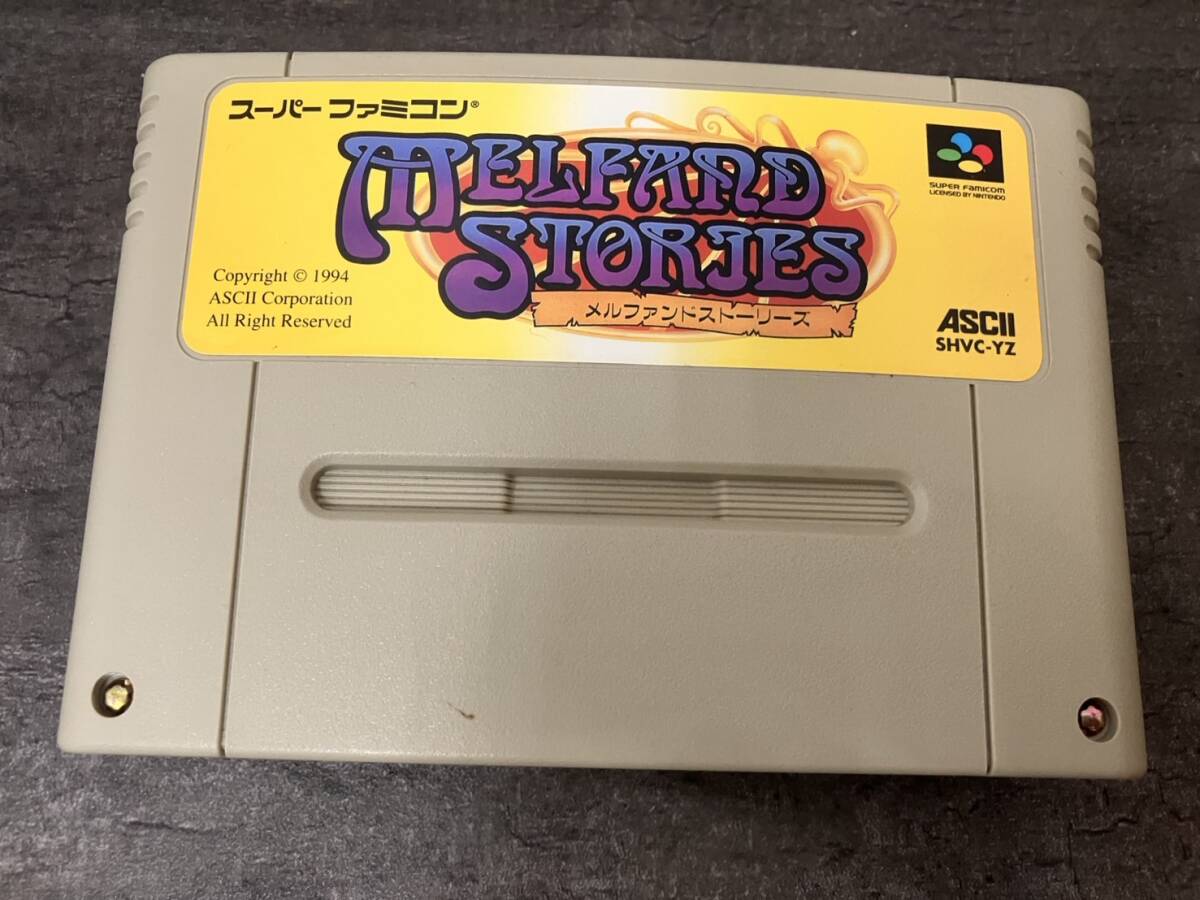 スーパーファミコン®
MELFAND
STORIES
メルファンドストーリーズ
SUPER FAMICOM
LICENSED BY NINTENDO
Copyright © 1994
ASCII Corporation
All Right Reserved
ASCII
SHVC-YZ